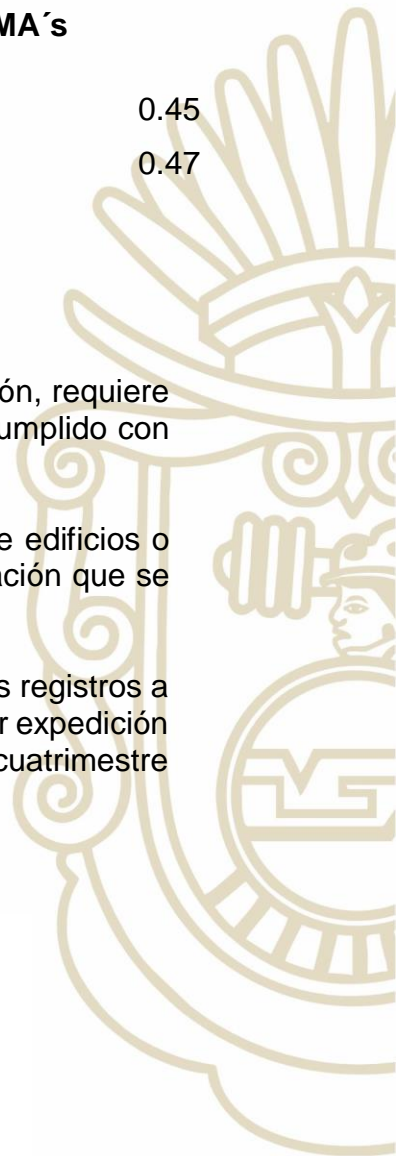 MA´s
0.45
0.47
ón, requiere
umplido con
e edificios o
ación que se
s registros a
r expedición
cuatrimestre